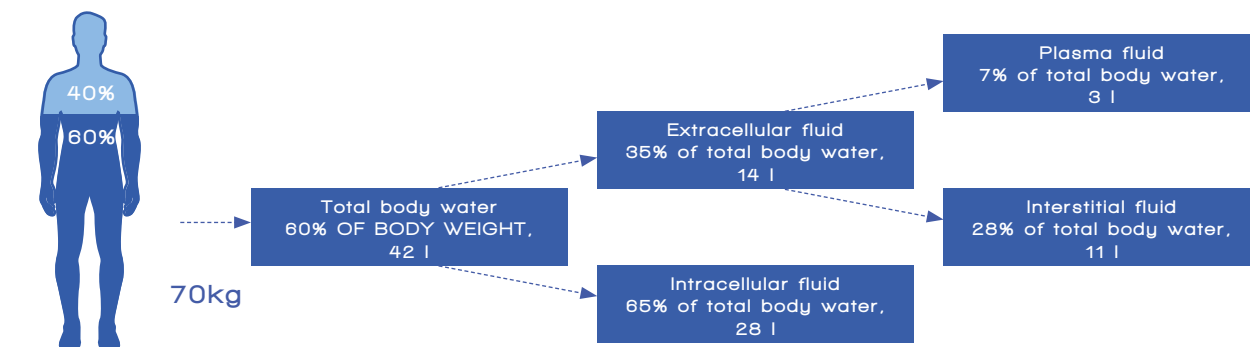 40%
60%
70kg
Total body water
60% OF BODY WEIGHT,
42 l
Extracellular fluid
35% of total body water,
14 l
Intracellular fluid
65% of total body water,
28 l
Plasma fluid
7% of total body water,
3 l
Interstitial fluid
28% of total body water,
11 l